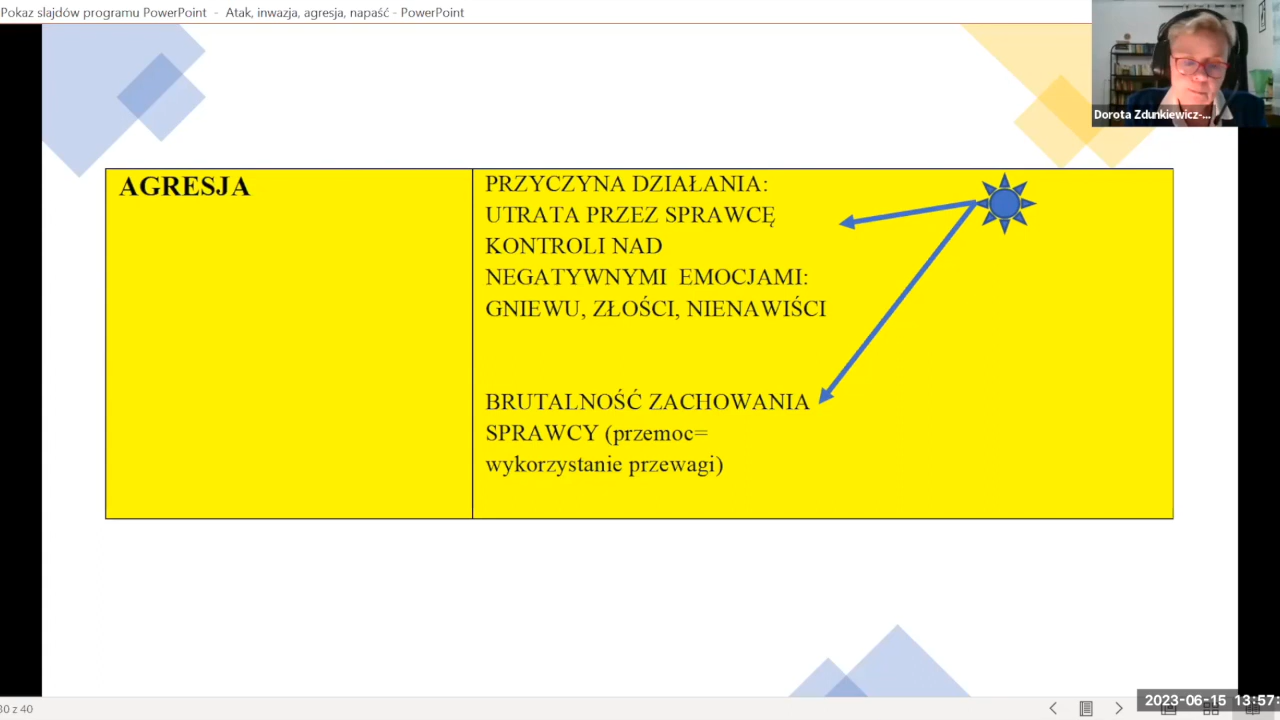 Pokaz slajdów programu PowerPoint - Atak, inwazja, agresja, napaść - PowerPoint
Dorota Zdunkiewicz-...
AGRESJA
PRZYCZYNA DZIAŁANIA:
UTRATA PRZEZ SPRAWCĘ
KONTROLI NAD
NEGATYWNYMI EMOCJAMI:
GNIEWU, ZŁOŚCI, NIENAWIŚCI
BRUTALNOŚĆ ZACHOWANIA
SPRAWCY (przemoc=
wykorzystanie przewagi)
30 z 40
2023-06-15 13:57: